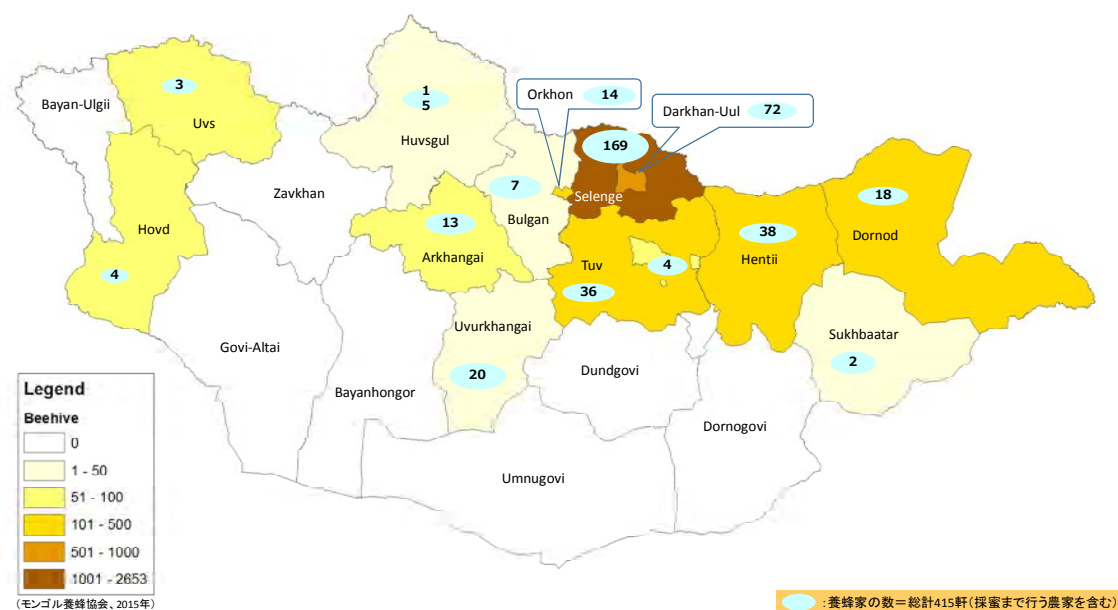 3
Bayan-Ulgii
Uvs
1
5
Huvsgul
Orkhon 14
Darkhan-Uul 72
169
Selenge
Zavkhan
7
Bulgan
Hovd
4
13
Arkhangai
Tuv
4
36
38
Hentii
18
Dornod
Uvurkhangai
20
Govi-Altai
Bayanhongor
Dundgovi
Sukhbaatar
2
Dornogovi
Umnugovi
Legend
Beehive
0
1 - 50
51 - 100
101 - 500
501 - 1000
1001 - 2653
(モンゴル養蜂協会、2015年)
:養蜂家の数=総計415軒(採蜜まで行う農家を含む)